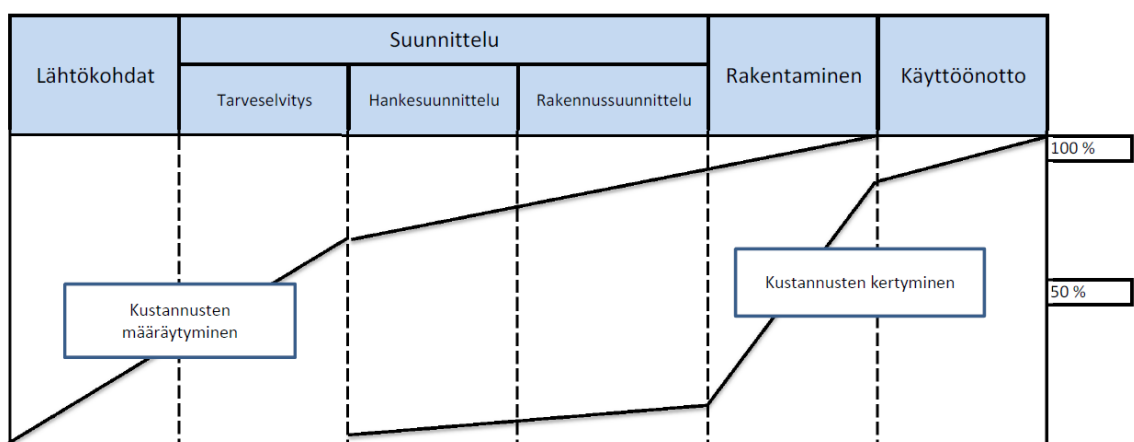 Lähtökohdat
Suunnittelu
Tarveselvitys
Hankesuunnittelu
Rakennussuunnittelu
Rakentaminen
Käyttöönotto
100 %
Kustannusten kertyminen
50 %
Kustannusten
määräytyminen